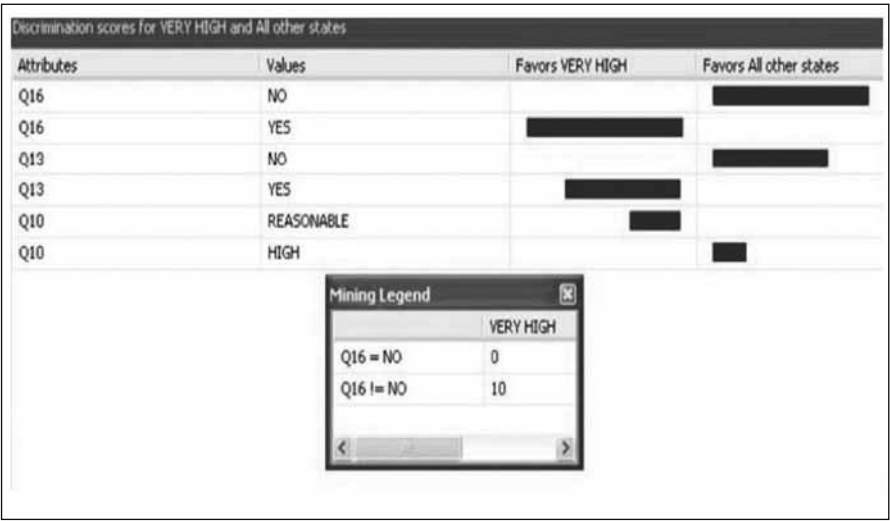 Discrimination scores for VERY HIGH and All other states
Attributes Values Favors VERY HIGH Favors All other states
Q16 NO
Q16 YES
Q13 NO
Q13 YES
Q10 REASONABLE
Q10 HIGH
Mining Legend
VERY HIGH
Q16 = NO 0
Q16 != NO 10